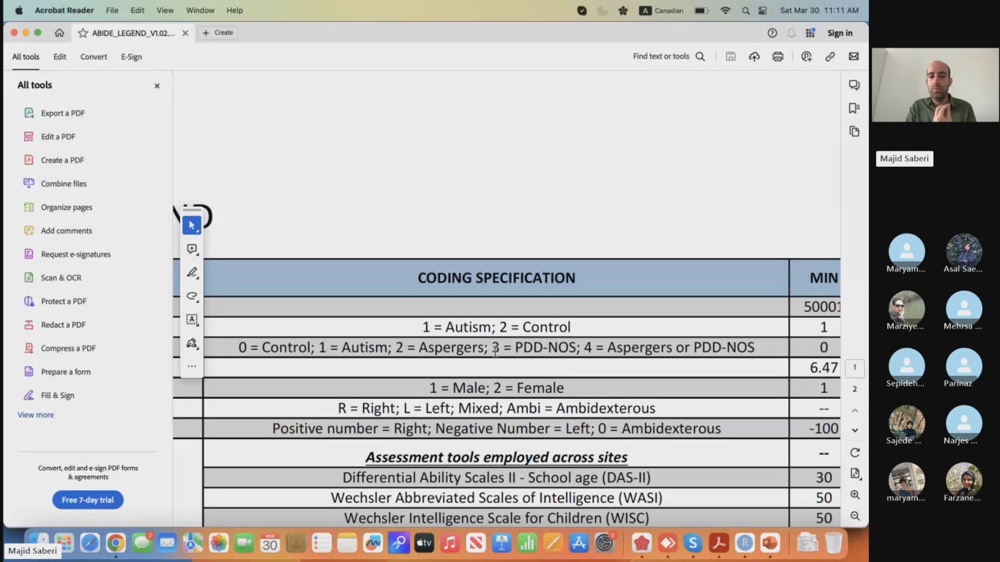 Acrobat Reader File Edit View Window Help A Canadian Sat Mar 30 11:11 AM
ABIDE_LEGEND_V1.02.... Create Sign in
All tools Edit Convert E-Sign Find text or tools
All tools
Export a PDF
Edit a PDF
Create a PDF
Combine files
Organize pages
Add comments
Request e-signatures
Scan & OCR
Protect a PDF
Redact a PDF
Compress a PDF
Prepare a form
Fill & Sign
View more
Convert, edit and e-sign PDF forms
& agreements
Free 7-day trial
ND
CODING SPECIFICATION MIN
50001
1 = Autism; 2 = Control 1
0 = Control; 1 = Autism; 2 = Aspergers; 3 = PDD-NOS; 4 = Aspergers or PDD-NOS 0
6.47
1 = Male; 2 = Female 1
R = Right; L = Left; Mixed; Ambi = Ambidexterous --
Positive number = Right; Negative Number = Left; 0 = Ambidexterous -100
Assessment tools employed across sites --
Differential Ability Scales II - School age (DAS-II) 30
Wechsler Abbreviated Scales of Intelligence (WASI) 50
Wechsler Intelligence Scale for Children (WISC) 50
1
2
Majid Saberi
Maryam... Asal Sae...
Marziye... Mehrsa ...
Sepideh... Parinaz
Sajede ... Narjes ...
maryam... Farzane...
MAR
30
tv
Majid Saberi